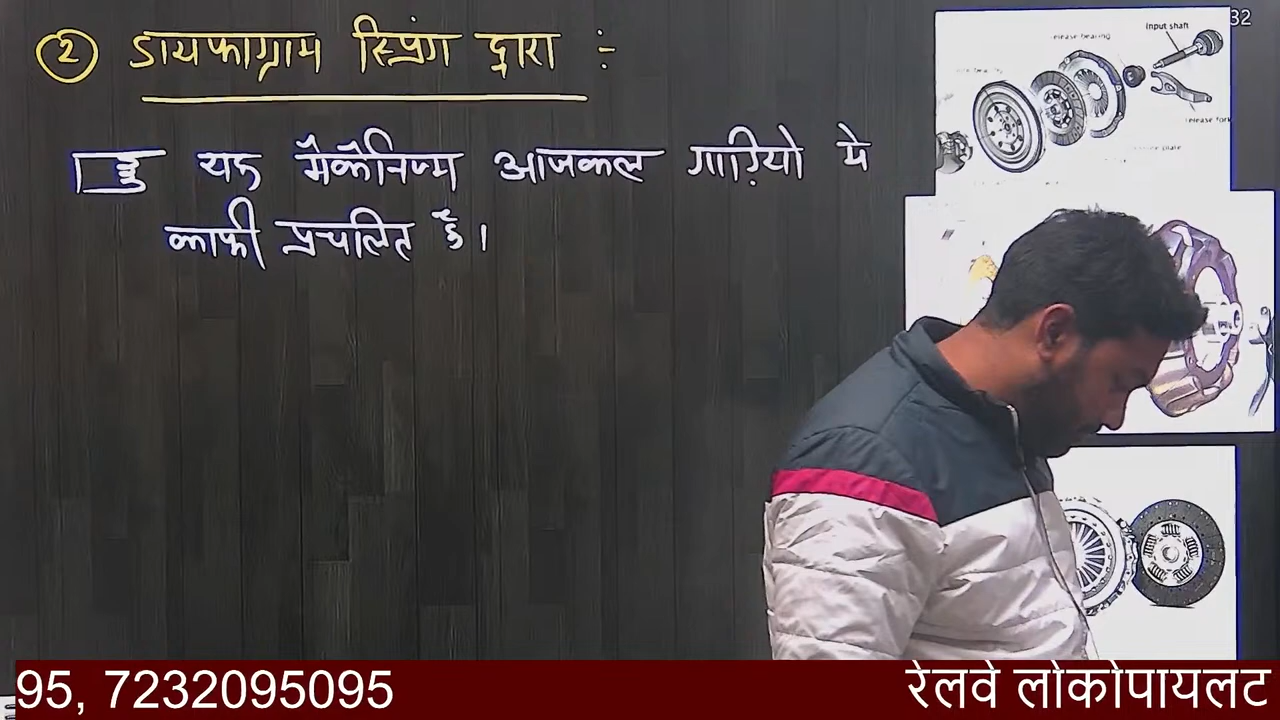 ② डायफाग्राम स्प्रिंग द्वारा :-
यह मैकेनिज्म आजकल गाड़ियो मे
काफी प्रचलित है।
32
input shaft
release bearing
release fork
95, 7232095095
रेलवे लोकोपायलट